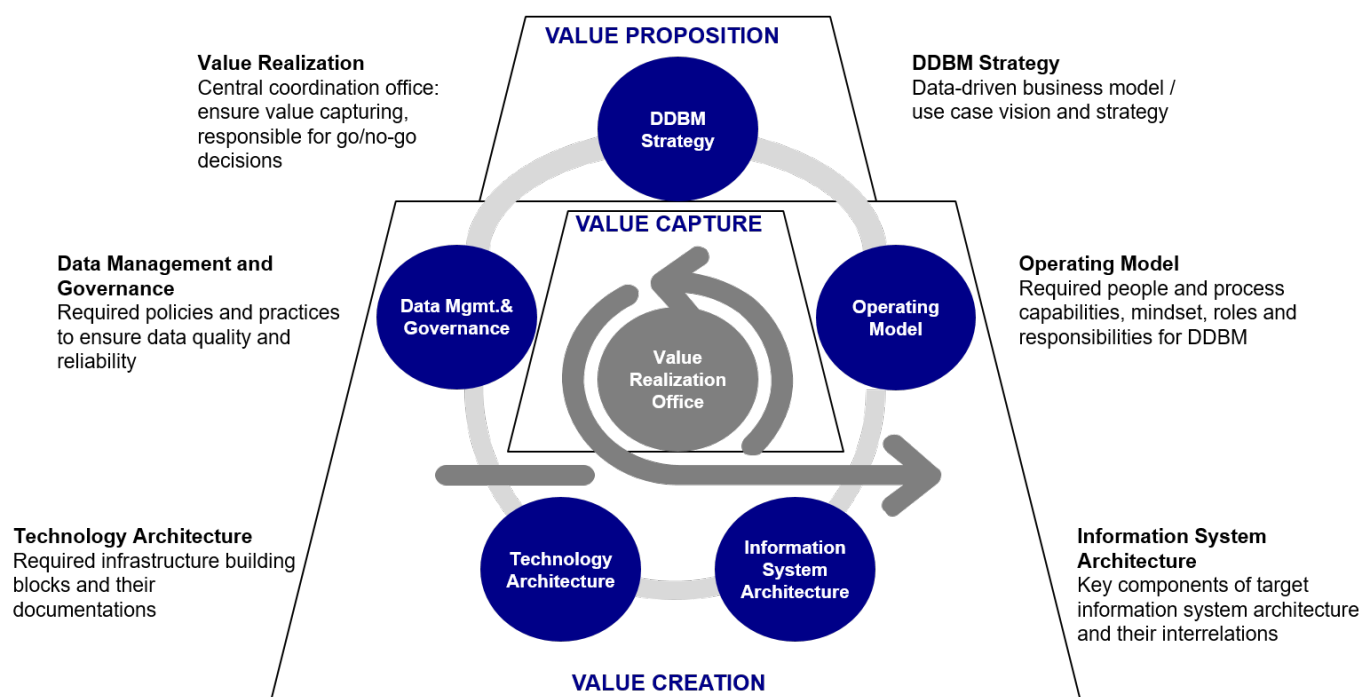 VALUE PROPOSITION
Value Realization
Central coordination office:
ensure value capturing,
responsible for go/no-go
decisions
DDBM Strategy
Data-driven business model /
use case vision and strategy
DDBM
Strategy
VALUE CAPTURE
Data Management and
Governance
Required policies and practices
to ensure data quality and
reliability
Data Mgmt.&
Governance
Value
Realization
Office
Operating
Model
Operating Model
Required people and process
capabilities, mindset, roles and
responsibilities for DDBM
Technology Architecture
Required infrastructure building
blocks and their
documentations
Technology
Architecture
Information
System
Architecture
Information System
Architecture
Key components of target
information system architecture
and their interrelations
VALUE CREATION